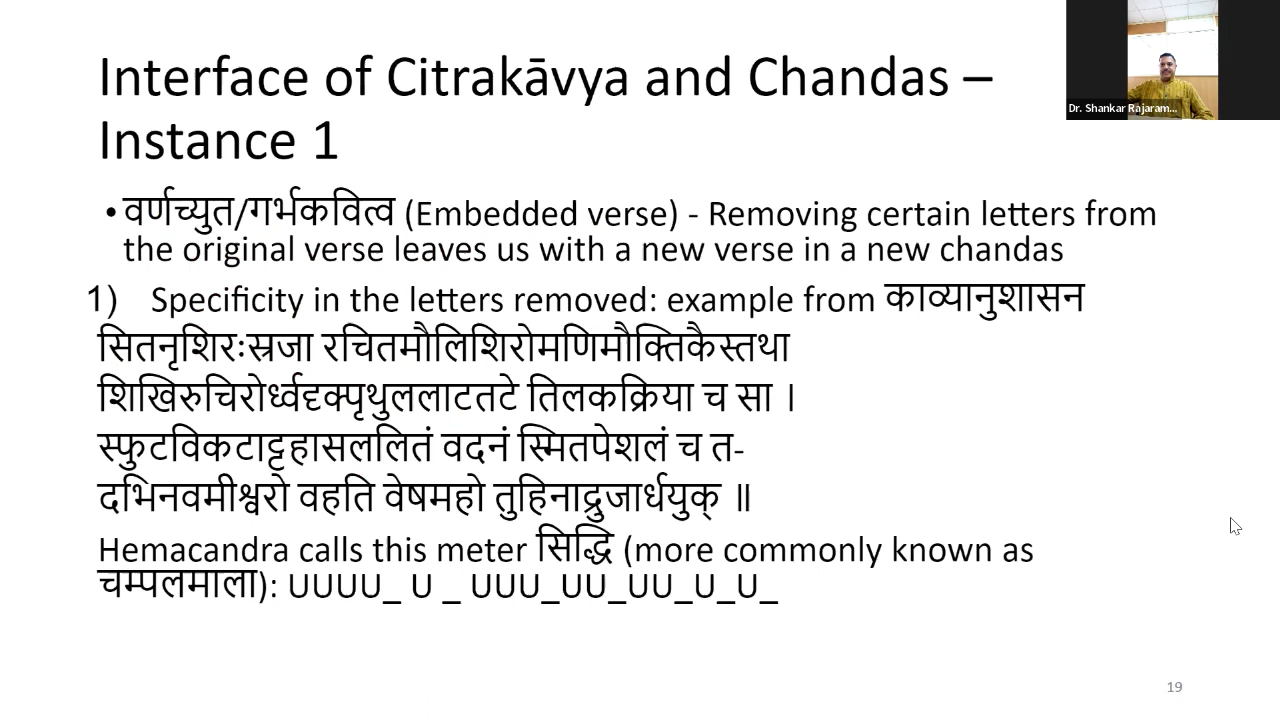 Interface of Citrakāvya and Chandas –
Instance 1
• वर्णच्युत/गर्भकवित्व (Embedded verse) - Removing certain letters from
the original verse leaves us with a new verse in a new chandas
1) Specificity in the letters removed: example from काव्यानुशासन
सितनृशिरःस्रजा रचितमौलिशिरोमणिमौक्तिकैस्तथा
शिखिरुचिरोर्ध्वदृक्पृथुललाटतटे तिलकक्रिया च सा ।
स्फुटविकटाट्टहासललितं वदनं स्मितपेशलं च त-
दभिनवमीश्वरो वहति वेषमहो तुहिनाद्रुजार्धयुक् ॥
Hemacandra calls this meter सिद्धि (more commonly known as
चम्पलमाला): UUUU_ U _ UUU_UU_UU_U_U_
Dr. Shankar Rajaram...
19